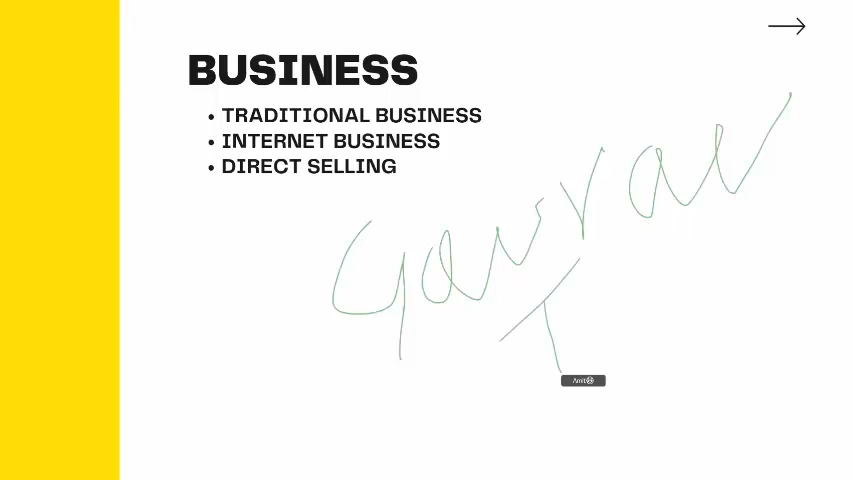 BUSINESS
• TRADITIONAL BUSINESS
• INTERNET BUSINESS
• DIRECT SELLING
Gaurav
T